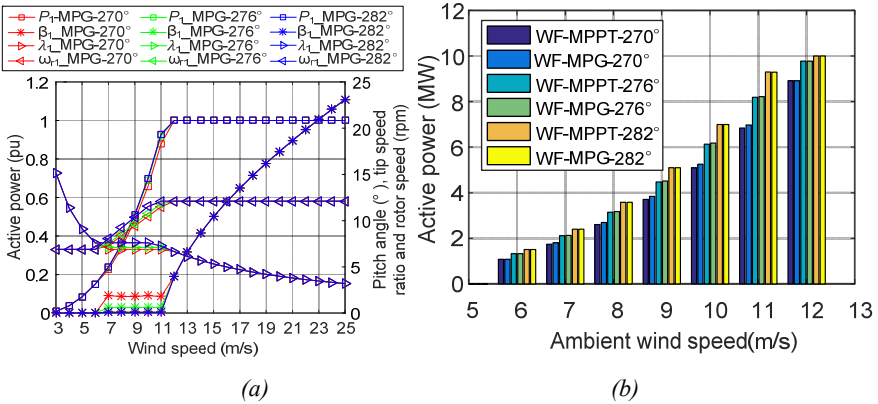 P₁-MPG-270° P₁_MPG-276° P₁_MPG-282°
β₁_MPG-270° β₁_MPG-276° β₁_MPG-282°
λ₁_MPG-270° λ₁_MPG-276° λ₁_MPG-282°
ωr₁_MPG-270° ωr₁_MPG-276° ωr₁_MPG-282°
1.2
1
0.8
0.6
0.4
0.2
0
Active power (pu)
25
20
15
10
5
0
Pitch angle (°), tip speed
ratio and rotor speed (rpm)
3 5 7 9 11 13 15 17 19 21 23 25
Wind speed (m/s)
(a)
12
10
8
6
4
2
0
Active power (MW)
WF-MPPT-270°
WF-MPG-270°
WF-MPPT-276°
WF-MPG-276°
WF-MPPT-282°
WF-MPG-282°
5 6 7 8 9 10 11 12 13
Ambient wind speed(m/s)
(b)